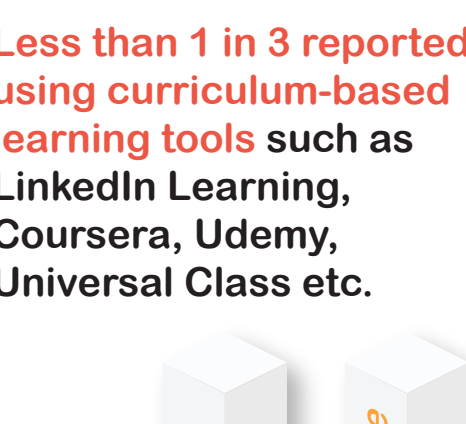 Less than 1 in 3 reported
using curriculum-based
learning tools such as
LinkedIn Learning,
Coursera, Udemy,
Universal Class etc.